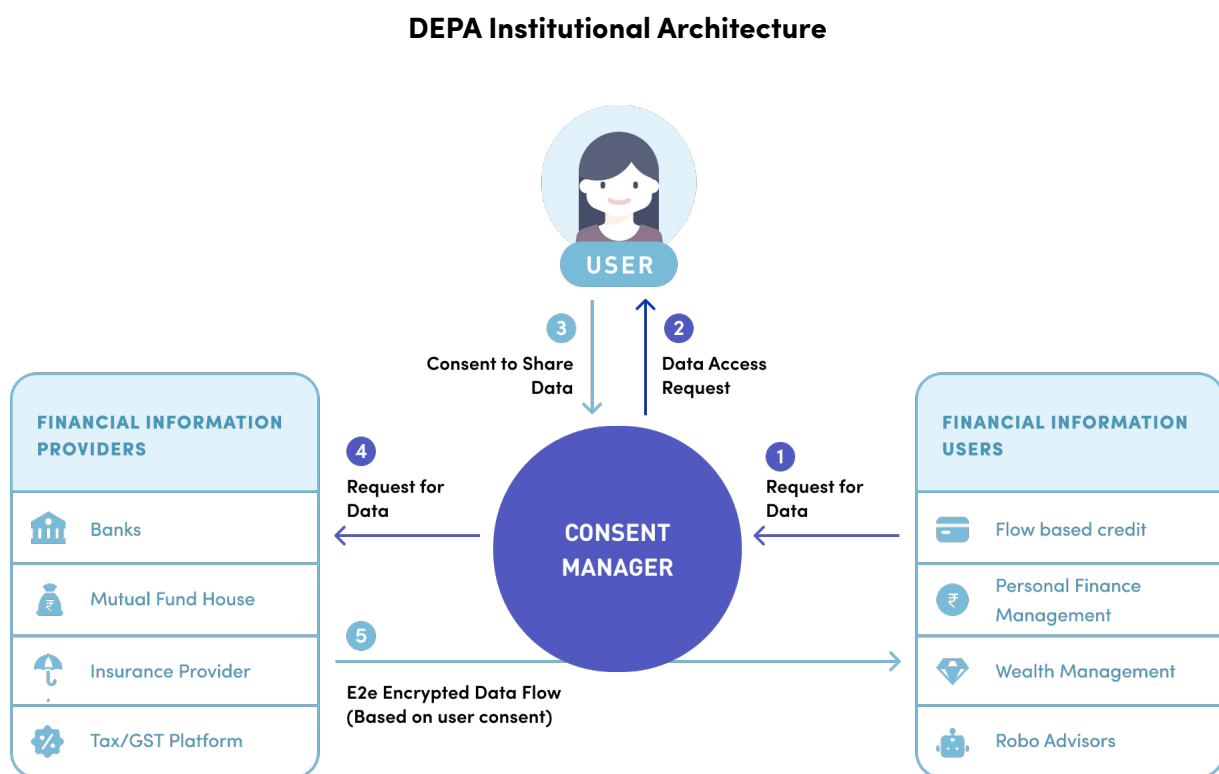 DEPA Institutional Architecture
USER
3
Consent to Share
Data
2
Data Access
Request
FINANCIAL INFORMATION
PROVIDERS
Banks
Mutual Fund House
₹
Insurance Provider
Tax/GST Platform
4
Request for
Data
CONSENT
MANAGER
1
Request for
Data
5
E2e Encrypted Data Flow
(Based on user consent)
FINANCIAL INFORMATION
USERS
Flow based credit
₹
Personal Finance
Management
Wealth Management
Robo Advisors